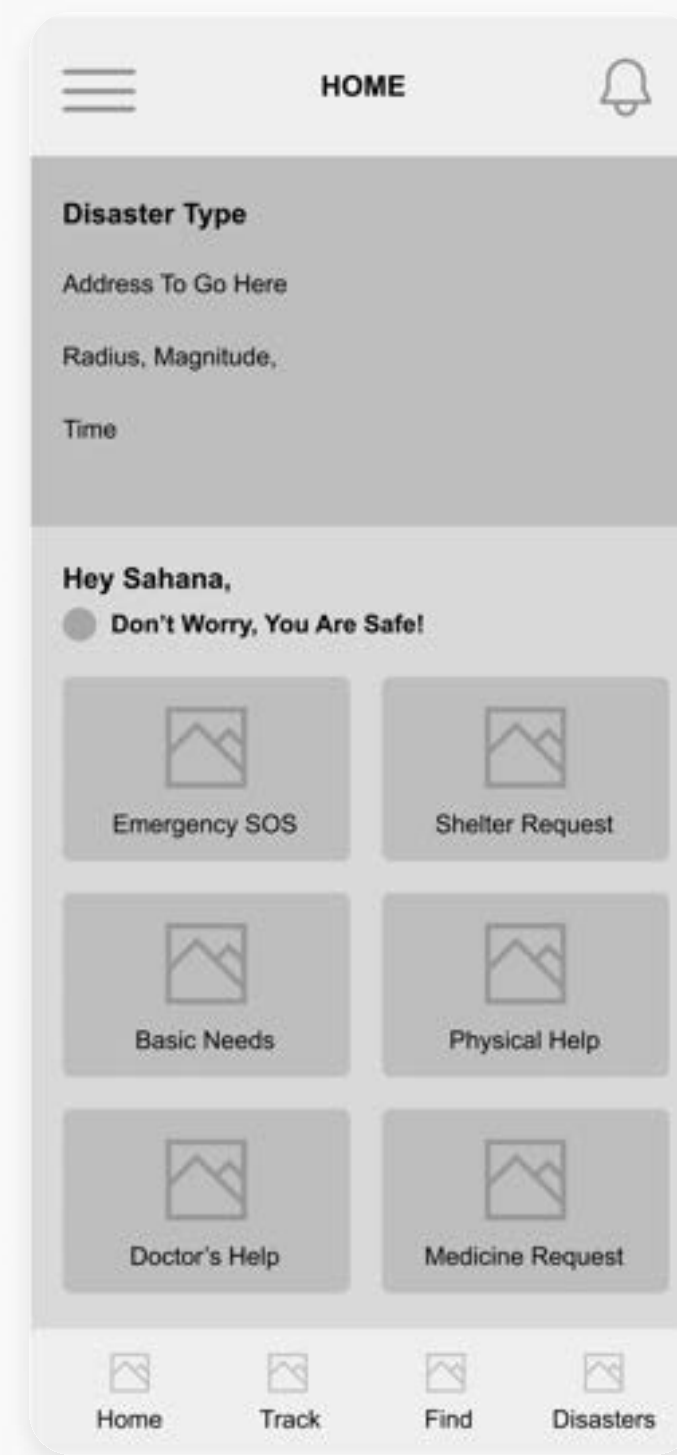 HOME
Disaster Type
Address To Go Here
Radius, Magnitude,
Time
Hey Sahana,
Don't Worry, You Are Safe!
Emergency SOS
Shelter Request
Basic Needs
Physical Help
Doctor's Help
Medicine Request
Home
Track
Find
Disasters